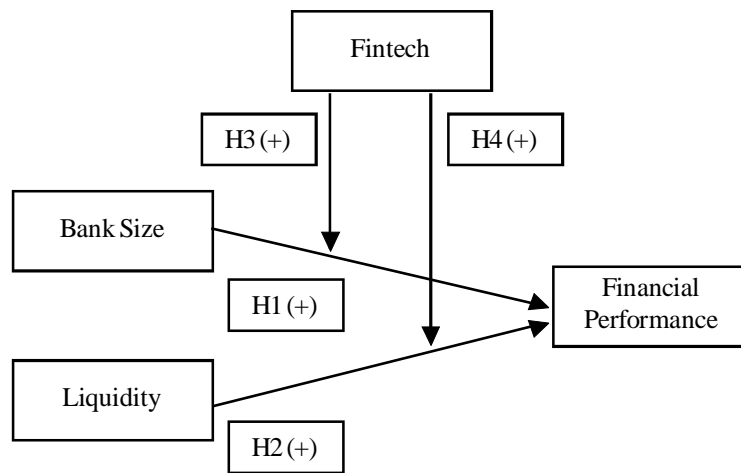 Fintech
H3 (+)
H4 (+)
Bank Size
H1 (+)
Financial
Performance
Liquidity
H2 (+)